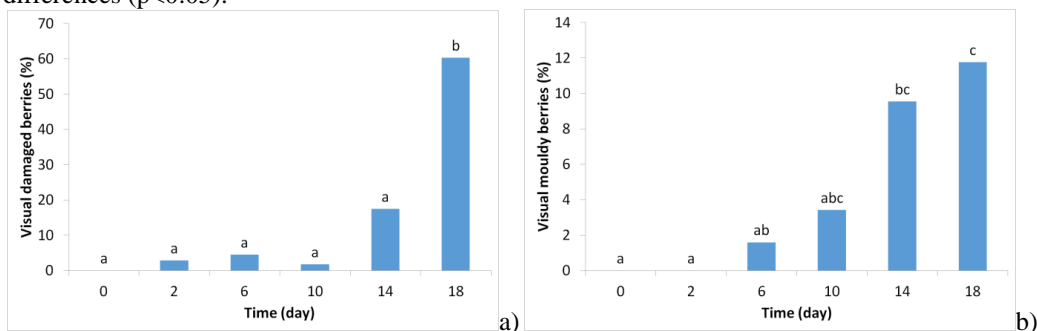 differences (p<0.05).
70
60
50
40
30
20
10
0
Visual damaged berries (%)
a
a
a
a
a
b
0 2 6 10 14 18
Time (day)
a)
14
12
10
8
6
4
2
0
Visual mouldy berries (%)
a
a
ab
abc
bc
c
0 2 6 10 14 18
Time (day)
b)